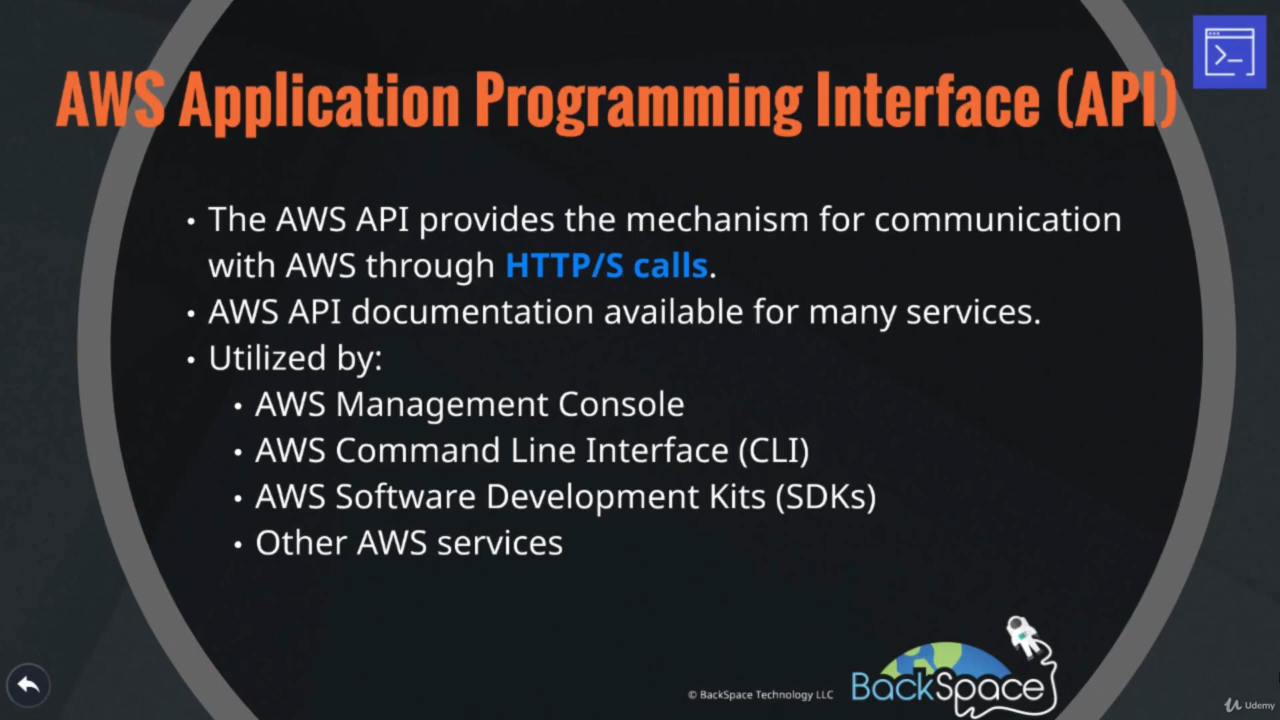 AWS Application Programming Interface (API)
• The AWS API provides the mechanism for communication
with AWS through HTTP/S calls.
• AWS API documentation available for many services.
• Utilized by:
• AWS Management Console
• AWS Command Line Interface (CLI)
• AWS Software Development Kits (SDKs)
• Other AWS services
© BackSpace Technology LLC
BackSpace
Udemy